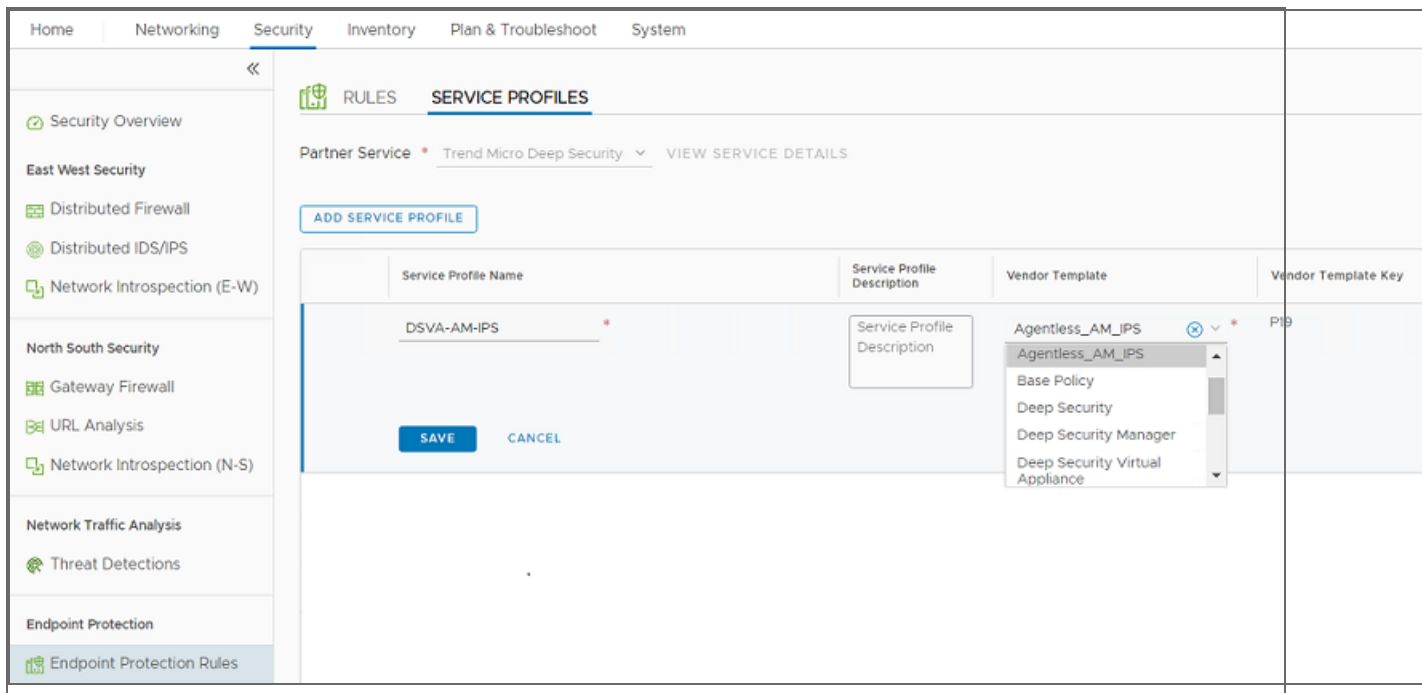 Home Networking Security Inventory Plan & Troubleshoot System
Security Overview
East West Security
Distributed Firewall
Distributed IDS/IPS
Network Introspection (E-W)
North South Security
Gateway Firewall
URL Analysis
Network Introspection (N-S)
Network Traffic Analysis
Threat Detections
Endpoint Protection
Endpoint Protection Rules
RULES SERVICE PROFILES
Partner Service * Trend Micro Deep Security VIEW SERVICE DETAILS
ADD SERVICE PROFILE
Service Profile Name
Service Profile
Description
Vendor Template
Vendor Template Key
DSVA-AM-IPS *
Service Profile
Description
Agentless_AM_IPS *
P19
Agentless_AM_IPS
Base Policy
Deep Security
Deep Security Manager
Deep Security Virtual
Appliance
SAVE CANCEL